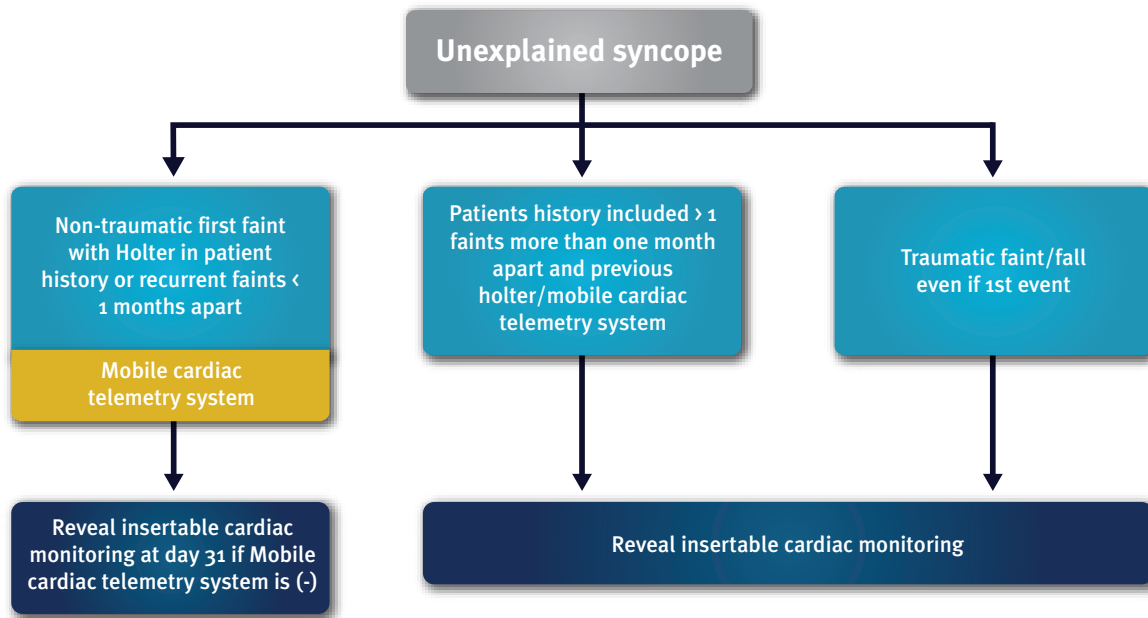 Unexplained syncope
Non-traumatic first faint
with Holter in patient
history or recurrent faints <
1 months apart
Mobile cardiac
telemetry system
Patients history included > 1
faints more than one month
apart and previous
holter/mobile cardiac
telemetry system
Traumatic faint/fall
even if 1st event
Reveal insertable cardiac
monitoring at day 31 if Mobile
cardiac telemetry system is (-)
Reveal insertable cardiac monitoring